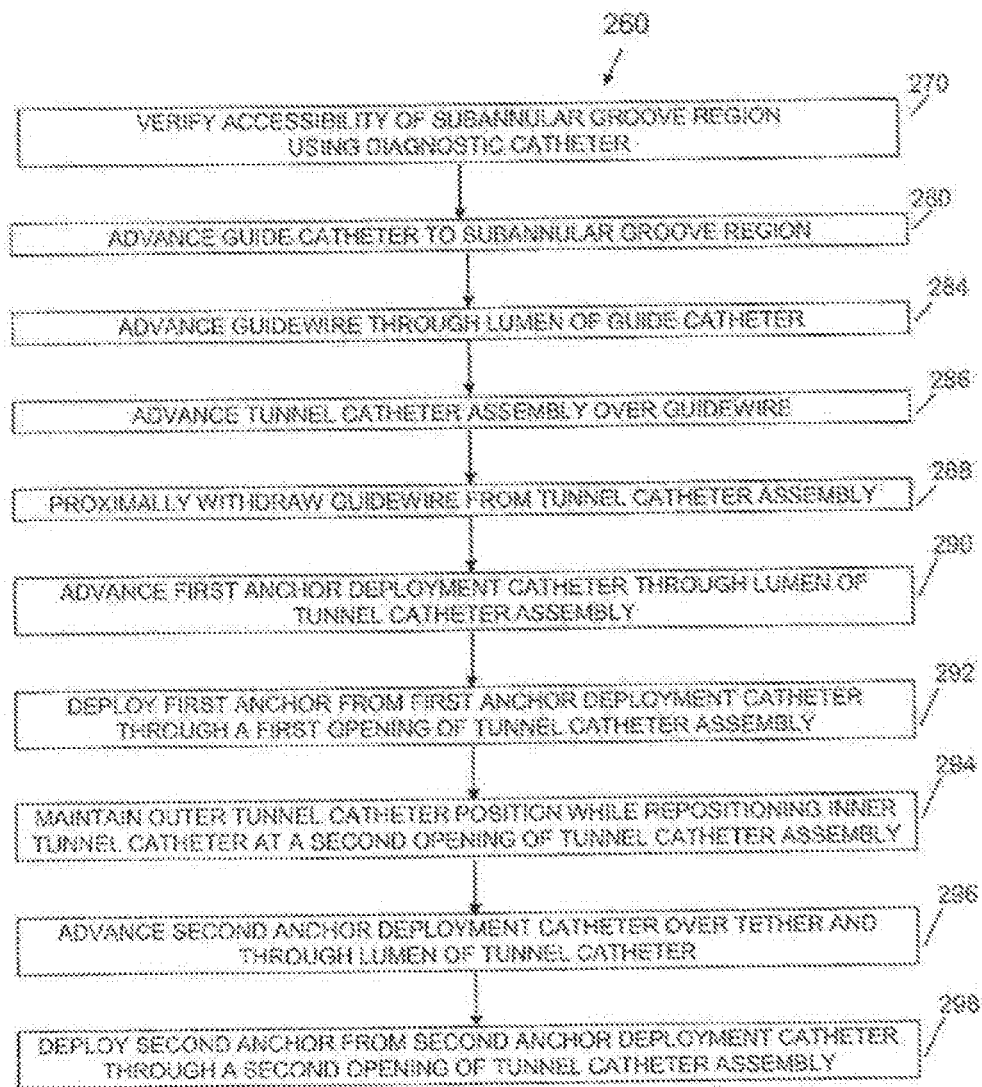 260
270
VERIFY ACCESSIBILITY OF SUBANNULAR GROOVE REGION
USING DIAGNOSTIC CATHETER
280
ADVANCE GUIDE CATHETER TO SUBANNULAR GROOVE REGION
284
ADVANCE GUIDEWIRE THROUGH LUMEN OF GUIDE CATHETER
286
ADVANCE TUNNEL CATHETER ASSEMBLY OVER GUIDEWIRE
288
PROXIMALLY WITHDRAW GUIDEWIRE FROM TUNNEL CATHETER ASSEMBLY
290
ADVANCE FIRST ANCHOR DEPLOYMENT CATHETER THROUGH LUMEN OF
TUNNEL CATHETER ASSEMBLY
292
DEPLOY FIRST ANCHOR FROM FIRST ANCHOR DEPLOYMENT CATHETER
THROUGH A FIRST OPENING OF TUNNEL CATHETER ASSEMBLY
294
MAINTAIN OUTER TUNNEL CATHETER POSITION WHILE REPOSITIONING INNER
TUNNEL CATHETER AT A SECOND OPENING OF TUNNEL CATHETER ASSEMBLY
296
ADVANCE SECOND ANCHOR DEPLOYMENT CATHETER OVER TETHER AND
THROUGH LUMEN OF TUNNEL CATHETER
298
DEPLOY SECOND ANCHOR FROM SECOND ANCHOR DEPLOYMENT CATHETER
THROUGH A SECOND OPENING OF TUNNEL CATHETER ASSEMBLY